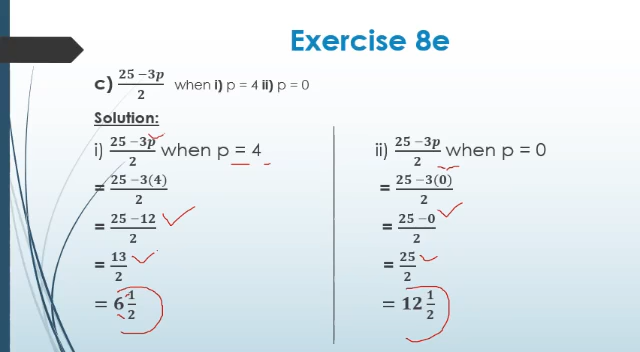 Exercise 8e
c) (25 − 3p)/2 when i) p = 4 ii) p = 0
Solution:
i) (25 − 3p)/2 when p = 4
= (25 − 3(4))/2
= (25 − 12)/2
= 13/2
= 6 1/2
ii) (25 − 3p)/2 when p = 0
= (25 − 3(0))/2
= (25 − 0)/2
= 25/2
= 12 1/2